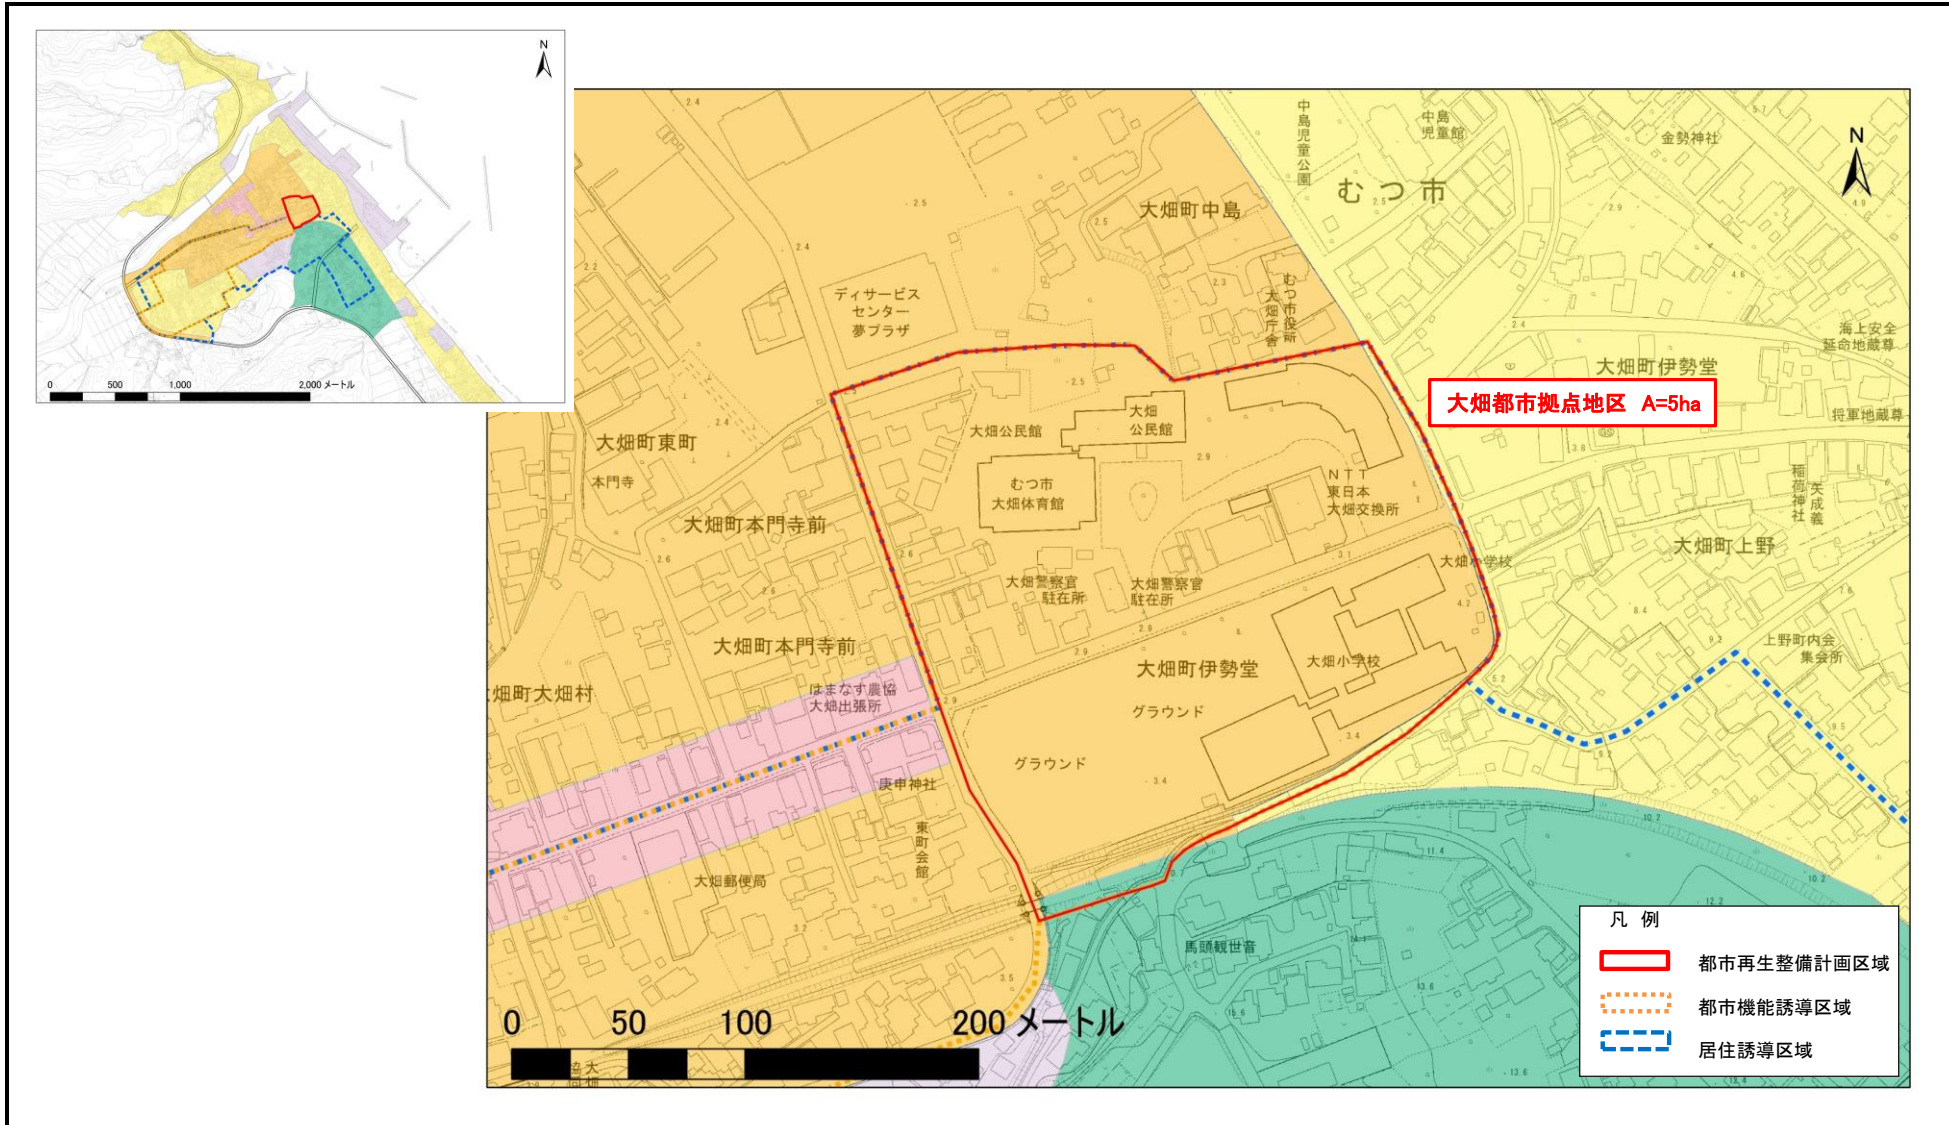 N
0 500 1,000 2,000 メートル
N
中島児童公園
中島
児童館
金勢神社
むつ市
大畑町中島
むつ市役所
大畑庁舎
デイサービス
センター
夢プラザ
海上安全
延命地蔵尊
大畑町伊勢堂
大畑都市拠点地区 A=5ha
将軍地蔵尊
大畑町東町
本門寺
大畑公民館
大畑
公民館
むつ市
大畑体育館
NTT
東日本
大畑交換所
稲荷神社
矢成義
大畑町本門寺前
大畑町上野
大畑小学校
大畑警察官
駐在所
大畑警察官
駐在所
上野町内会
集会所
大畑町本門寺前
大畑町伊勢堂
大畑小学校
大畑町大畑村
はまなす農協
大畑出張所
グラウンド
グラウンド
庚申神社
東町会館
大畑郵便局
馬頭観世音
0 50 100 200 メートル
凡例
都市再生整備計画区域
都市機能誘導区域
居住誘導区域